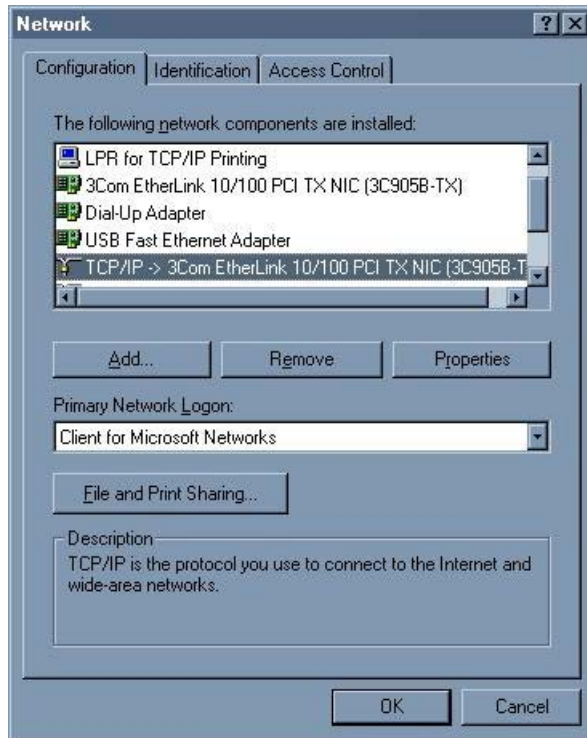 Network
Configuration Identification Access Control
The following network components are installed:
LPR for TCP/IP Printing
3Com EtherLink 10/100 PCI TX NIC (3C905B-TX)
Dial-Up Adapter
USB Fast Ethernet Adapter
TCP/IP -> 3Com EtherLink 10/100 PCI TX NIC (3C905B-T
Add... Remove Properties
Primary Network Logon:
Client for Microsoft Networks
File and Print Sharing...
Description
TCP/IP is the protocol you use to connect to the Internet and
wide-area networks.
OK Cancel